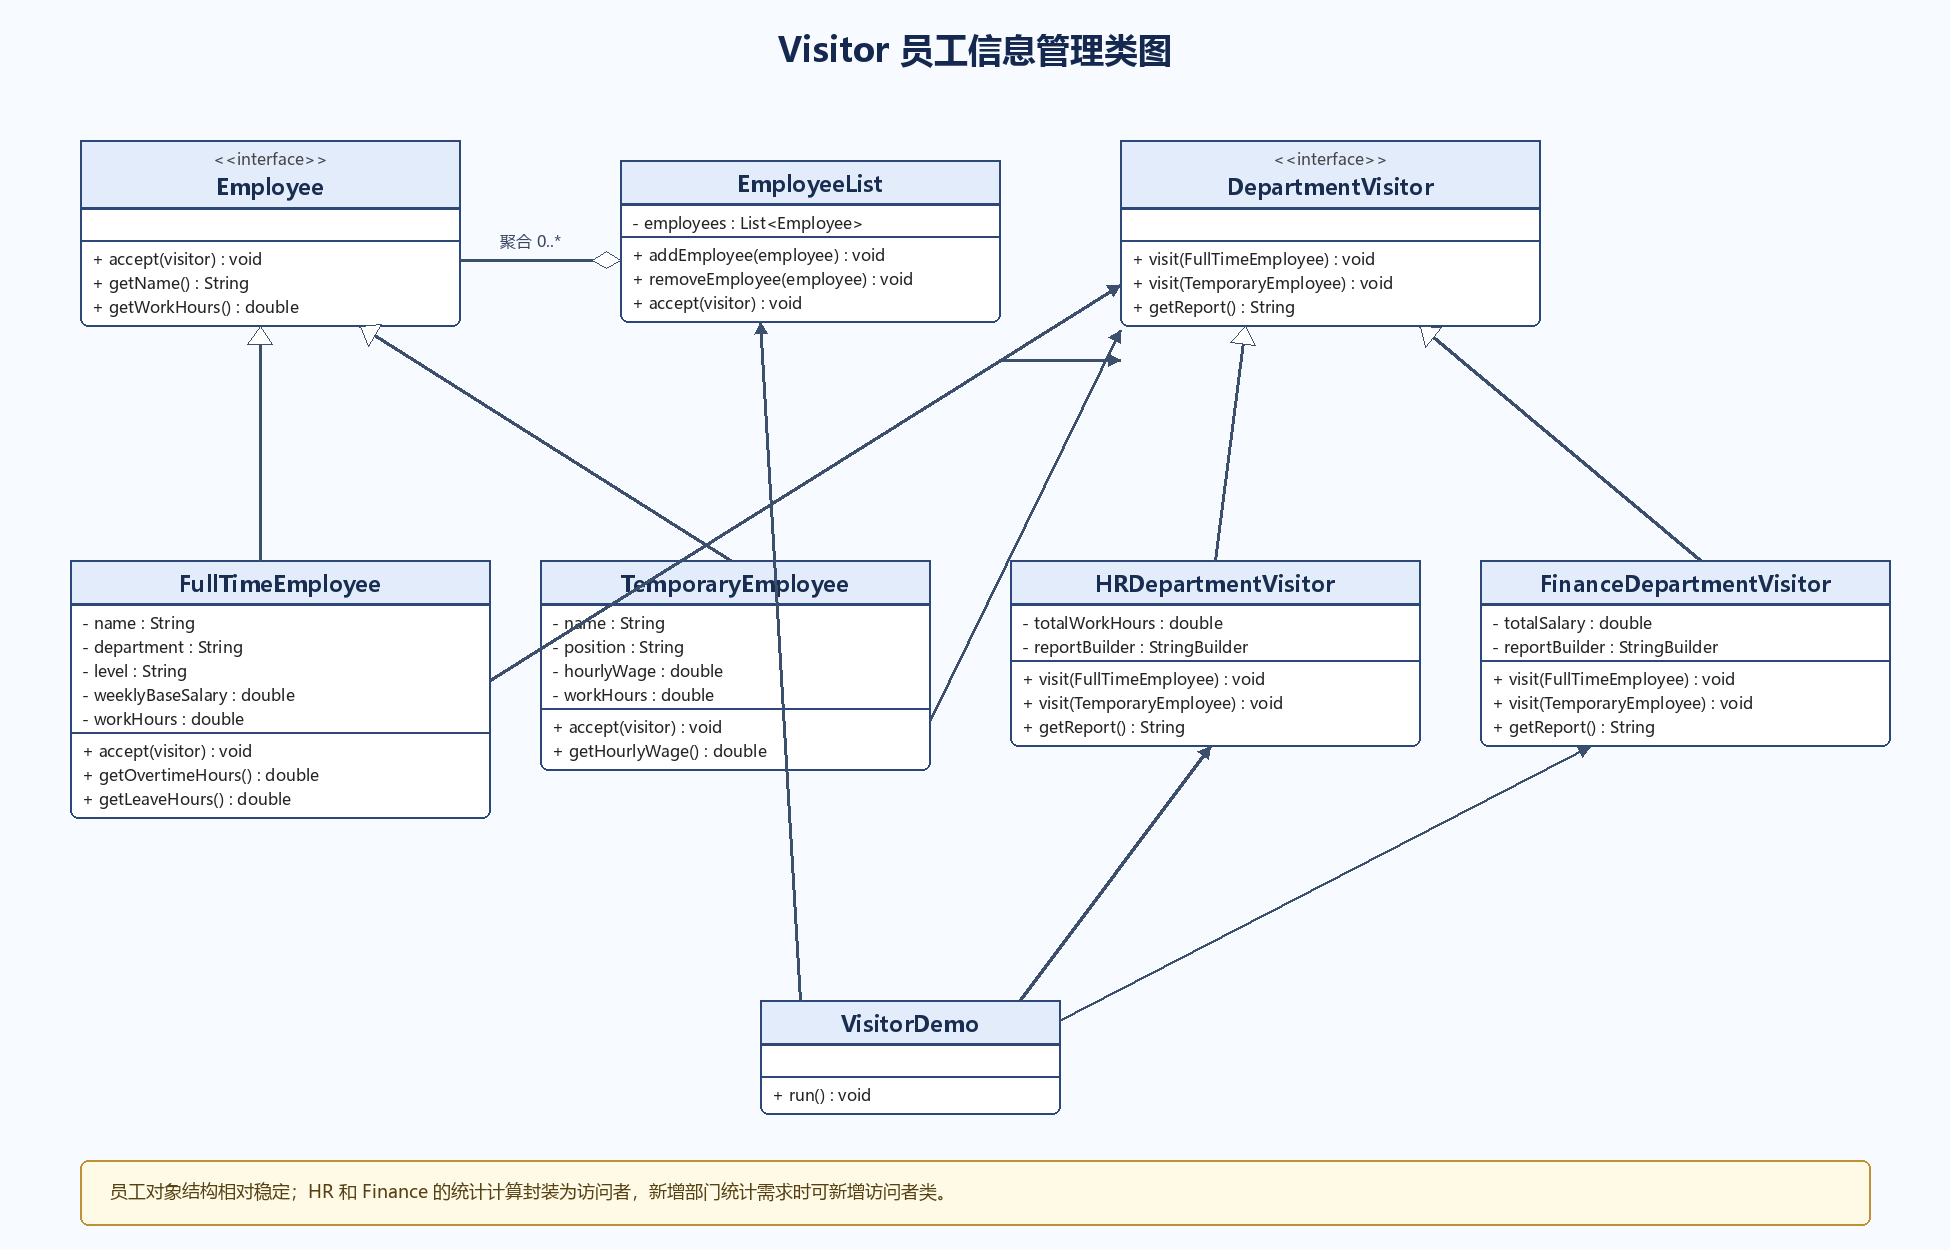 Visitor 员工信息管理类图
<<interface>>
Employee
+ accept(visitor) : void
+ getName() : String
+ getWorkHours() : double
聚合 0..*
EmployeeList
- employees : List<Employee>
+ addEmployee(employee) : void
+ removeEmployee(employee) : void
+ accept(visitor) : void
<<interface>>
DepartmentVisitor
+ visit(FullTimeEmployee) : void
+ visit(TemporaryEmployee) : void
+ getReport() : String
FullTimeEmployee
- name : String
- department : String
- level : String
- weeklyBaseSalary : double
- workHours : double
+ accept(visitor) : void
+ getOvertimeHours() : double
+ getLeaveHours() : double
TemporaryEmployee
- name : String
- position : String
- hourlyWage : double
- workHours : double
+ accept(visitor) : void
+ getHourlyWage() : double
HRDepartmentVisitor
- totalWorkHours : double
- reportBuilder : StringBuilder
+ visit(FullTimeEmployee) : void
+ visit(TemporaryEmployee) : void
+ getReport() : String
FinanceDepartmentVisitor
- totalSalary : double
- reportBuilder : StringBuilder
+ visit(FullTimeEmployee) : void
+ visit(TemporaryEmployee) : void
+ getReport() : String
VisitorDemo
+ run() : void
员工对象结构相对稳定；HR 和 Finance 的统计计算封装为访问者，新增部门统计需求时可新增访问者类。